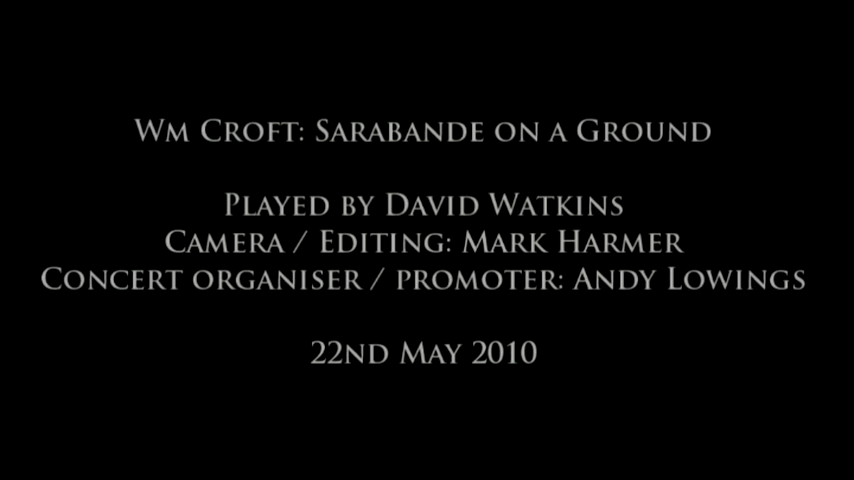 Wm Croft: Sarabande on a Ground
Played by David Watkins
Camera / Editing: Mark Harmer
Concert organiser / promoter: Andy Lowings
22nd May 2010